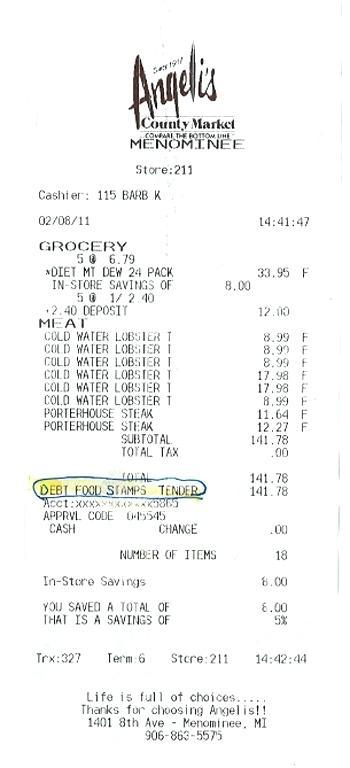 Since 1917
Angeli's
County Market
COMPARE THE BOTTOM LINE
MENOMINEE
Store:211
Cashier: 115 BARB K
02/08/11 14:41:47
GROCERY
5 @ 6.79
*DIET MT DEW 24 PACK 33.95 F
IN-STORE SAVINGS OF 8.00
5 @ 1/ 2.40
+2.40 DEPOSIT 12.00
MEAT
COLD WATER LOBSTER T 8.99 F
COLD WATER LOBSTER T 8.99 F
COLD WATER LOBSTER T 8.99 F
COLD WATER LOBSTER T 17.98 F
COLD WATER LOBSTER T 17.98 F
COLD WATER LOBSTER T 8.99 F
PORTERHOUSE STEAK 11.64 F
PORTERHOUSE STEAK 12.27 F
SUBTOTAL 141.78
TOTAL TAX .00
TOTAL 141.78
DEBT FOOD STAMPS TENDER 141.78
APPRVL CODE 045545
CASH CHANGE .00
NUMBER OF ITEMS 18
In-Store Savings 8.00
YOU SAVED A TOTAL OF 8.00
THAT IS A SAVINGS OF 5%
Trx:327 Term:6 Store:211 14:42:44
Life is full of choices.....
Thanks for choosing Angelis!!
1401 8th Ave - Menominee, MI
906-863-5575